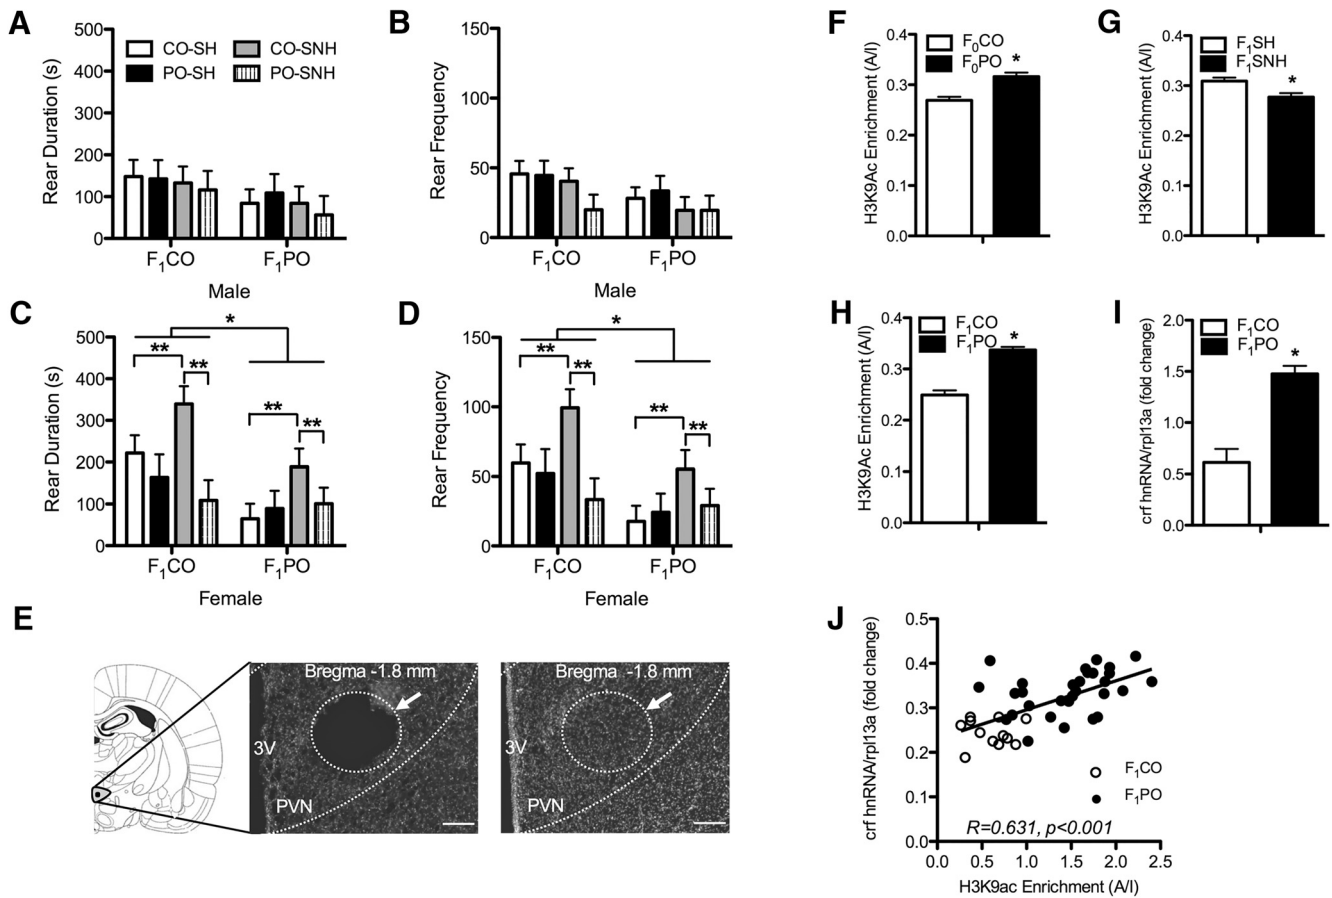 A
Rear Duration (s)
500
400
300
200
100
0
CO-SH
PO-SH
CO-SNH
PO-SNH
F1CO
F1PO
Male
B
Rear Frequency
150
100
50
0
F1CO
F1PO
Male
C
Rear Duration (s)
500
400
300
200
100
0
*
**
**
**
**
F1CO
F1PO
Female
D
Rear Frequency
150
100
50
0
*
**
**
**
**
F1CO
F1PO
Female
E
Bregma -1.8 mm
3V
PVN
Bregma -1.8 mm
3V
PVN
F
H3K9Ac Enrichment (A/I)
0.4
0.3
0.2
0.1
0.0
F0CO
F0PO
*
G
H3K9Ac Enrichment (A/I)
0.4
0.3
0.2
0.1
0.0
F1SH
F1SNH
*
H
H3K9Ac Enrichment (A/I)
0.4
0.3
0.2
0.1
0.0
F1CO
F1PO
*
I
crf hnRNA/rpl13a (fold change)
2.0
1.5
1.0
0.5
0.0
F1CO
F1PO
*
J
crf hnRNA/rpl13a (fold change)
0.5
0.4
0.3
0.2
0.1
0.0
F1CO
F1PO
R=0.631, p<0.001
0.0 0.5 1.0 1.5 2.0 2.5
H3K9ac Enrichment (A/I)